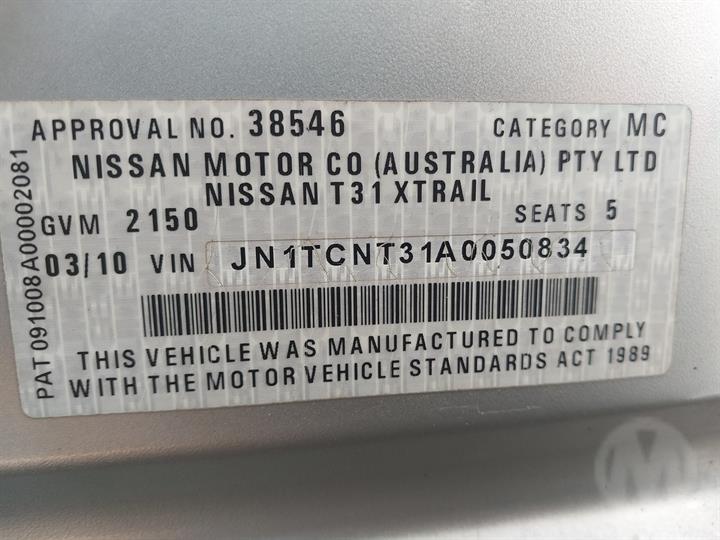 APPROVAL NO. 38546 CATEGORY MC
NISSAN MOTOR CO (AUSTRALIA) PTY LTD
NISSAN T31 XTRAIL
GVM 2150 SEATS 5
03/10 VIN JN1TCNT31A0050834
THIS VEHICLE WAS MANUFACTURED TO COMPLY
WITH THE MOTOR VEHICLE STANDARDS ACT 1989
PAT 091008A00002081
M